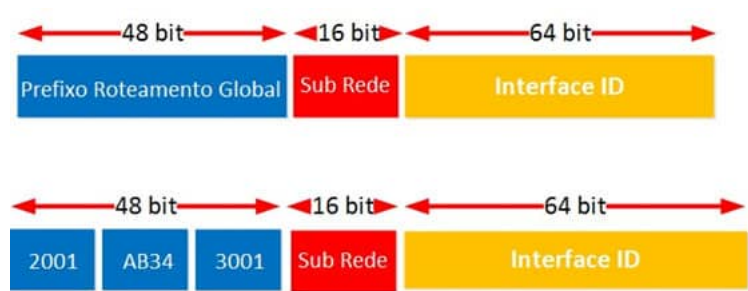 48 bit 16 bit 64 bit
Prefixo Roteamento Global Sub Rede Interface ID
48 bit 16 bit 64 bit
2001 AB34 3001 Sub Rede Interface ID